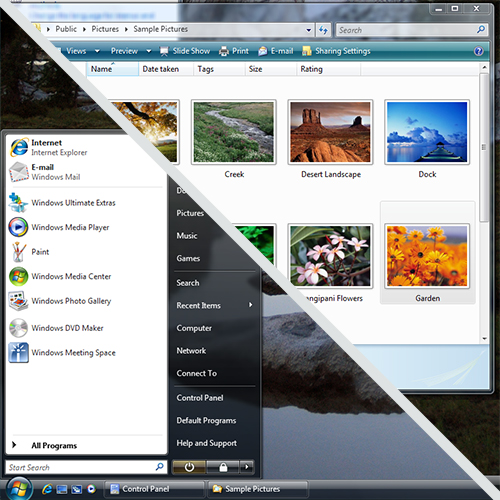 Public ▸ Pictures ▸ Sample Pictures
Search
Views Preview Slide Show Print E-mail Sharing Settings
Name Date taken Tags Size Rating
Creek
Desert Landscape
Dock
Frangipani Flowers
Garden
Internet
Internet Explorer
E-mail
Windows Mail
Windows Ultimate Extras
Windows Media Player
Paint
Windows Media Center
Windows Photo Gallery
Windows DVD Maker
Windows Meeting Space
All Programs
Start Search
Pictures
Music
Games
Search
Recent Items
Computer
Network
Connect To
Control Panel
Default Programs
Help and Support
Control Panel
Sample Pictures